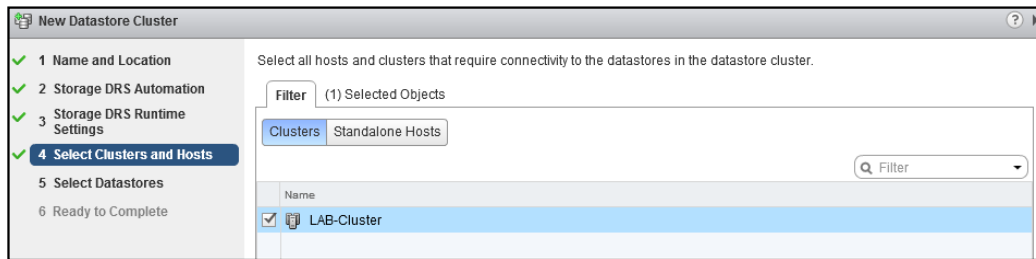 New Datastore Cluster
?
1 Name and Location
2 Storage DRS Automation
3 Storage DRS Runtime
Settings
4 Select Clusters and Hosts
5 Select Datastores
6 Ready to Complete
Select all hosts and clusters that require connectivity to the datastores in the datastore cluster.
Filter (1) Selected Objects
Clusters Standalone Hosts
Filter
Name
LAB-Cluster